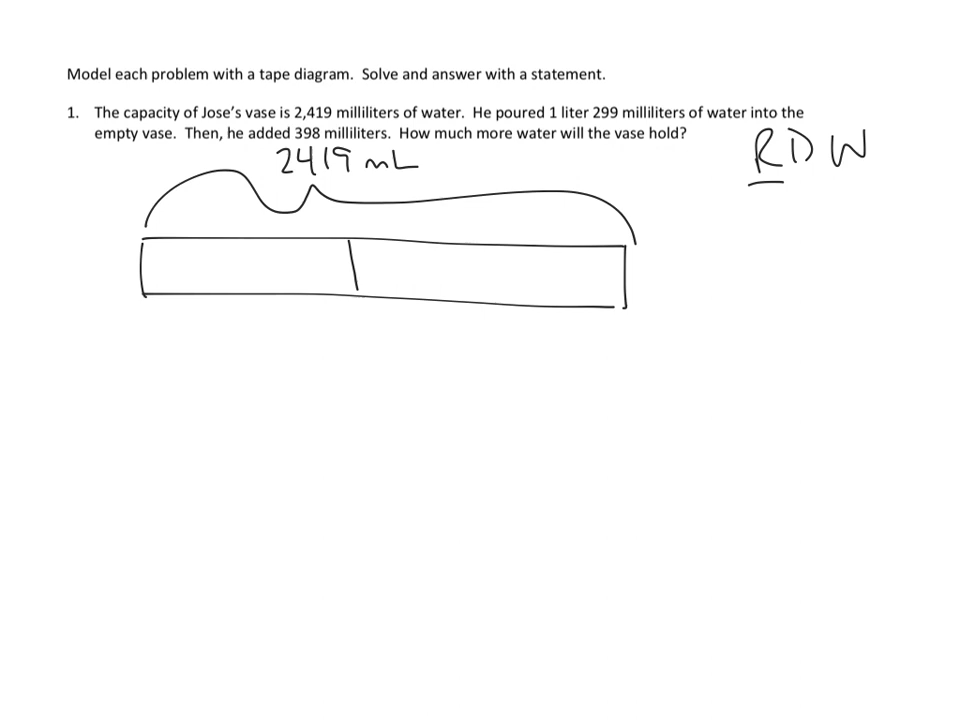 Model each problem with a tape diagram. Solve and answer with a statement.
1. The capacity of Jose's vase is 2,419 milliliters of water. He poured 1 liter 299 milliliters of water into the
empty vase. Then, he added 398 milliliters. How much more water will the vase hold?
RDW
2419 mL